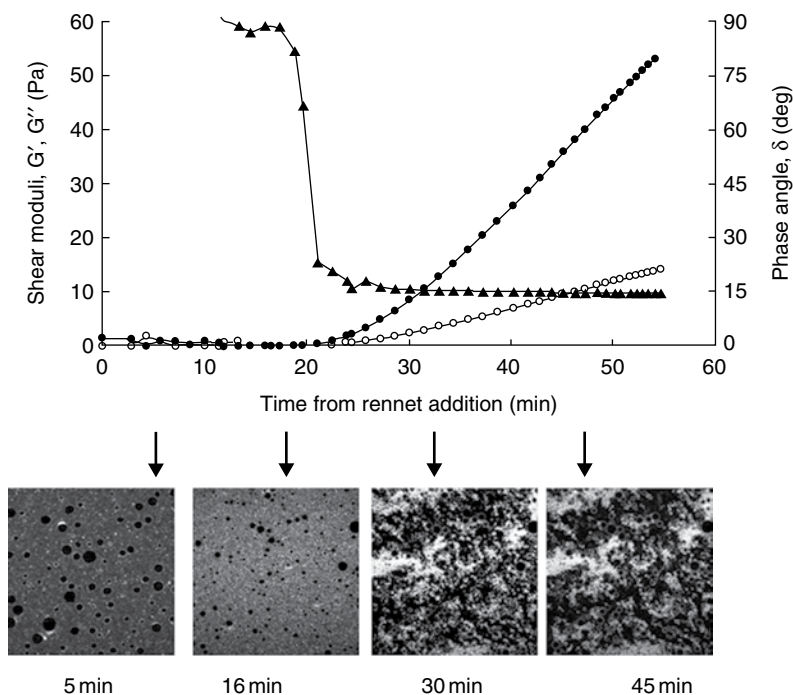 Shear moduli, G′, G″ (Pa)
60
50
40
30
20
10
0
90
75
60
45
30
15
0
Phase angle, δ (deg)
0 10 20 30 40 50 60
Time from rennet addition (min)
5 min 16 min 30 min 45 min